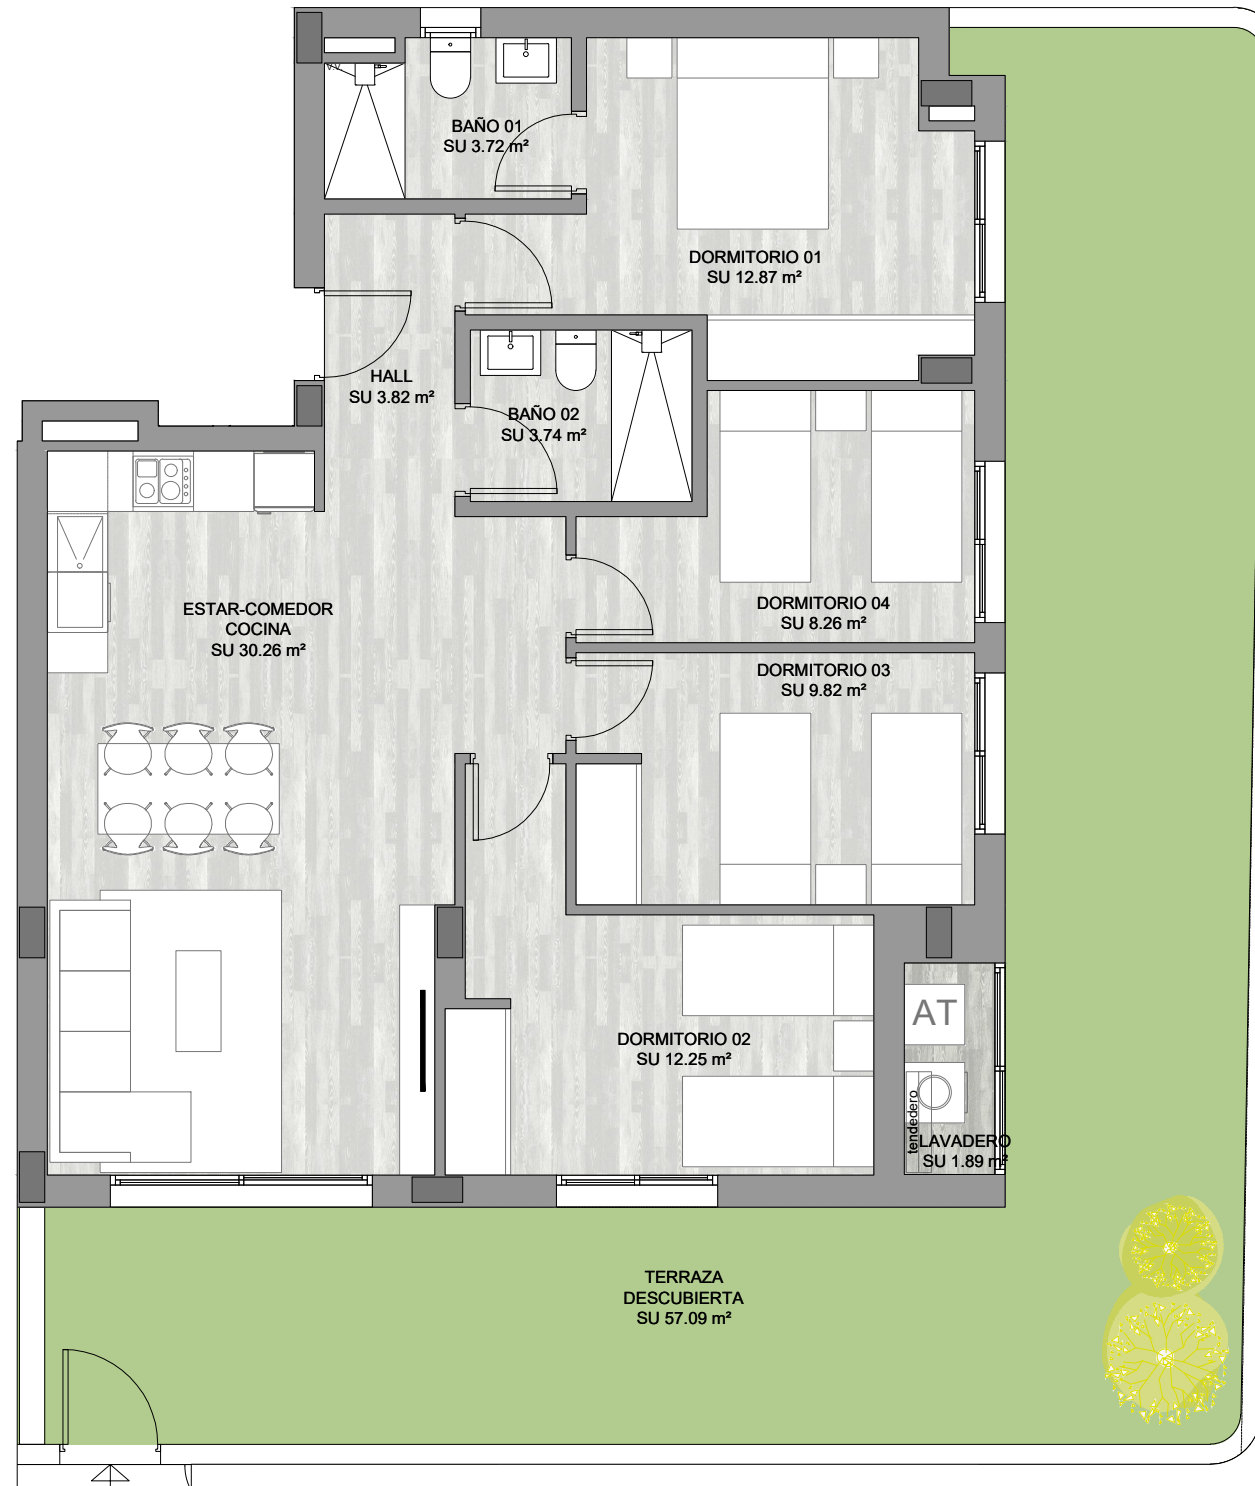 BAÑO 01
SU 3.72 m²
DORMITORIO 01
SU 12.87 m²
HALL
SU 3.82 m²
BAÑO 02
SU 3.74 m²
ESTAR-COMEDOR
COCINA
SU 30.26 m²
DORMITORIO 04
SU 8.26 m²
DORMITORIO 03
SU 9.82 m²
AT
DORMITORIO 02
SU 12.25 m²
tendedero
LAVADERO
SU 1.89 m²
TERRAZA
DESCUBIERTA
SU 57.09 m²